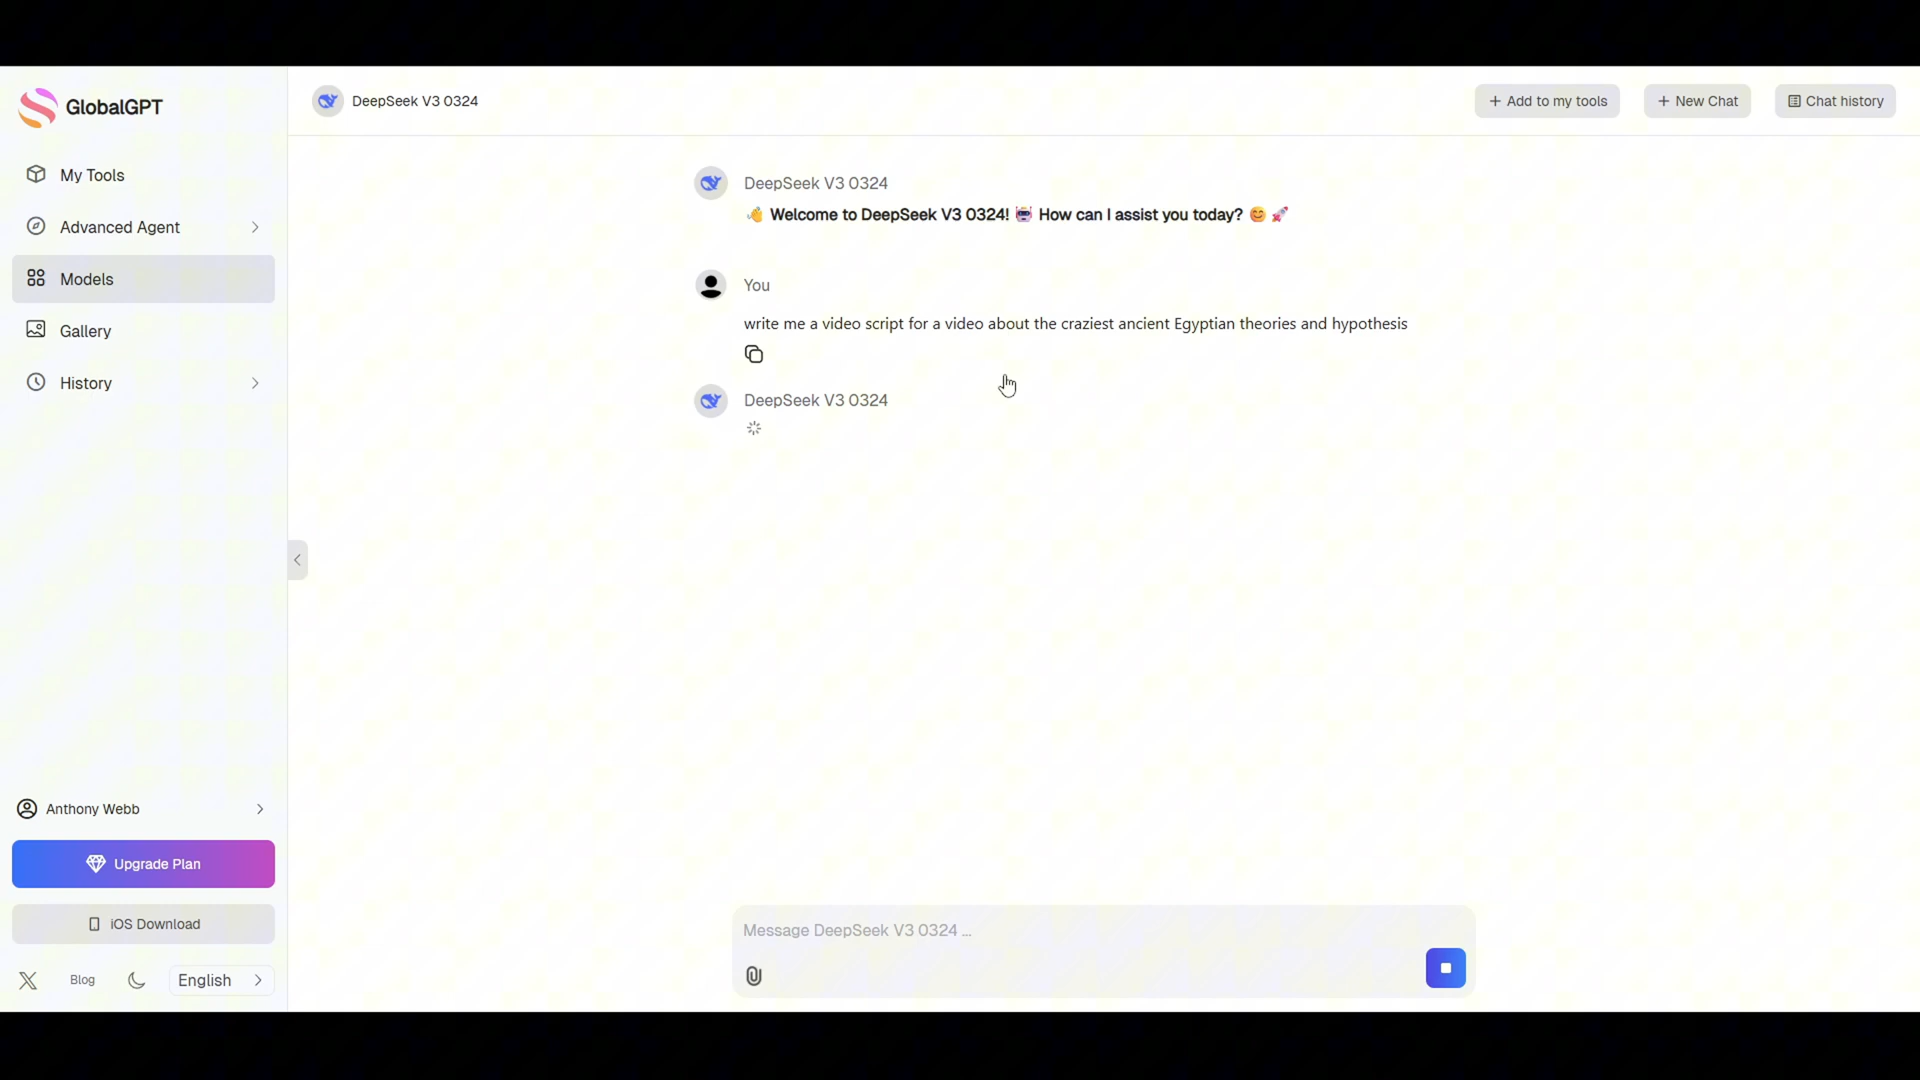 GlobalGPT
My Tools
Advanced Agent
Models
Gallery
History
Anthony Webb
Upgrade Plan
iOS Download
Blog
English
DeepSeek V3 0324
+ Add to my tools
+ New Chat
Chat history
DeepSeek V3 0324
👋 Welcome to DeepSeek V3 0324! 🤖 How can I assist you today? 😊 🚀
You
write me a video script for a video about the craziest ancient Egyptian theories and hypothesis
DeepSeek V3 0324
Message DeepSeek V3 0324 ...